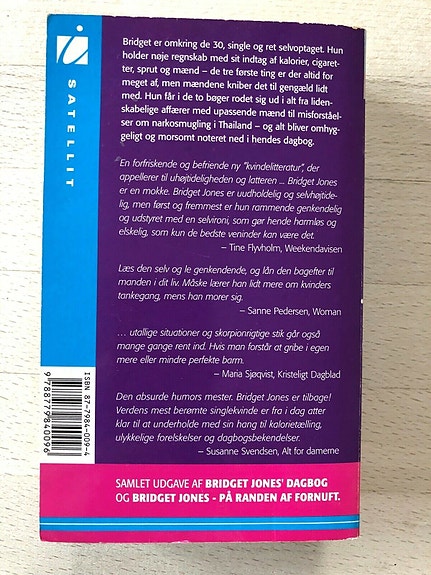 Bridget er omkring de 30, single og ret selvoptaget. Hun
holder nøje regnskab med sit indtag af kalorier, cigaret-
ter, sprut og mænd – de tre første ting er der altid for
meget af, men mændene kniber det til gengæld lidt
med. Hun får i de to bøger rodet sig ud i alt fra liden-
skabelige affærer med upassende mænd til misforståel-
ser om narkosmugling i Thailand – og alt bliver omhyg-
geligt og morsomt noteret ned i hendes dagbog.
En forfriskende og befriende ny "kvindelitteratur", der
appellerer til uhøjtideligheden og latteren ... Bridget Jones
er en mokke. Bridget Jones er uudholdelig og selvhøjtide-
lig, men først og fremmest er hun rammende genkendelig
og udstyret med en selvironi, som gør hende harmløs og
elskelig, som kun de bedste veninder kan være det.
– Tine Flyvholm, Weekendavisen
Læs den selv og le genkendende, og lån den bagefter til
manden i dit liv. Måske lærer han lidt mere om kvinders
tankegang, mens han morer sig.
– Sanne Pedersen, Woman
... utallige situationer og skorpionrigtige stik går også
mange gange rent ind. Hvis man forstår at gribe i egen
mere eller mindre perfekte barm.
– Maria Sjøqvist, Kristeligt Dagblad
Den absurde humors mester. Bridget Jones er tilbage!
Verdens mest berømte singlekvinde er fra i dag atter
klar til at underholde med sin hang til kalorietælling,
ulykkelige forelskelser og dagbogsbekendelser.
– Susanne Svendsen, Alt for damerne
SAMLET UDGAVE AF BRIDGET JONES' DAGBOG
OG BRIDGET JONES - PÅ RANDEN AF FORNUFT.
SATELLIT
ISBN 87-7984-009-4
9788779840096